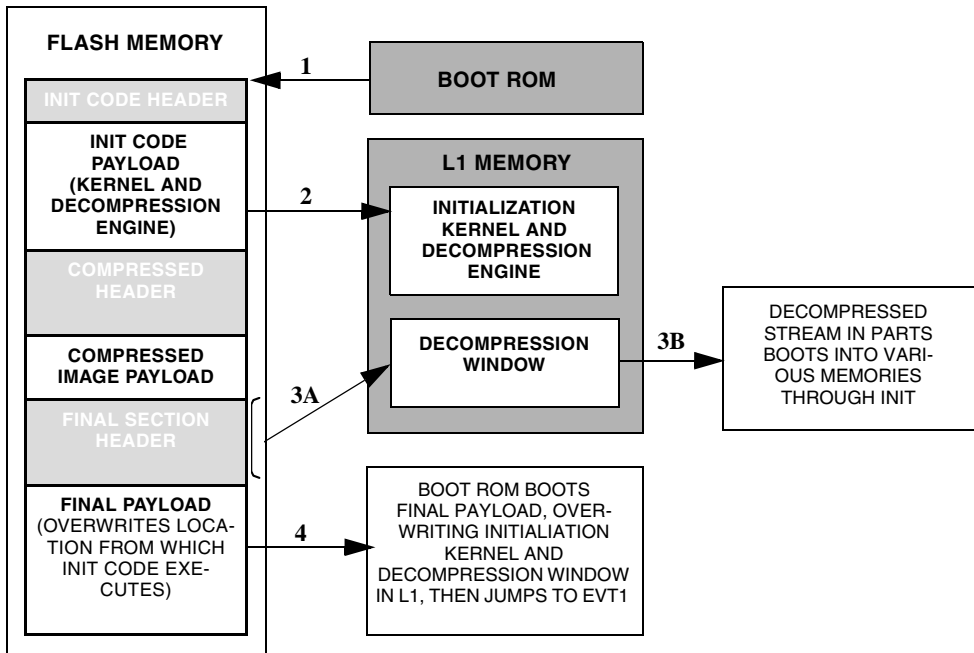 FLASH MEMORY
INIT CODE HEADER
INIT CODE
PAYLOAD
(KERNEL AND
DECOMPRESSION
ENGINE)
COMPRESSED
HEADER
COMPRESSED
IMAGE PAYLOAD
FINAL SECTION
HEADER
FINAL PAYLOAD
(OVERWRITES LOCA-
TION FROM WHICH
INIT CODE EXE-
CUTES)
1
BOOT ROM
L1 MEMORY
2
INITIALIZATION
KERNEL AND
DECOMPRESSION
ENGINE
3A
DECOMPRESSION
WINDOW
3B
DECOMPRESSED
STREAM IN PARTS
BOOTS INTO VARI-
OUS MEMORIES
THROUGH INIT
4
BOOT ROM BOOTS
FINAL PAYLOAD, OVER-
WRITING INITIALIATION
KERNEL AND
DECOMPRESSION WINDOW
IN L1, THEN JUMPS TO EVT1